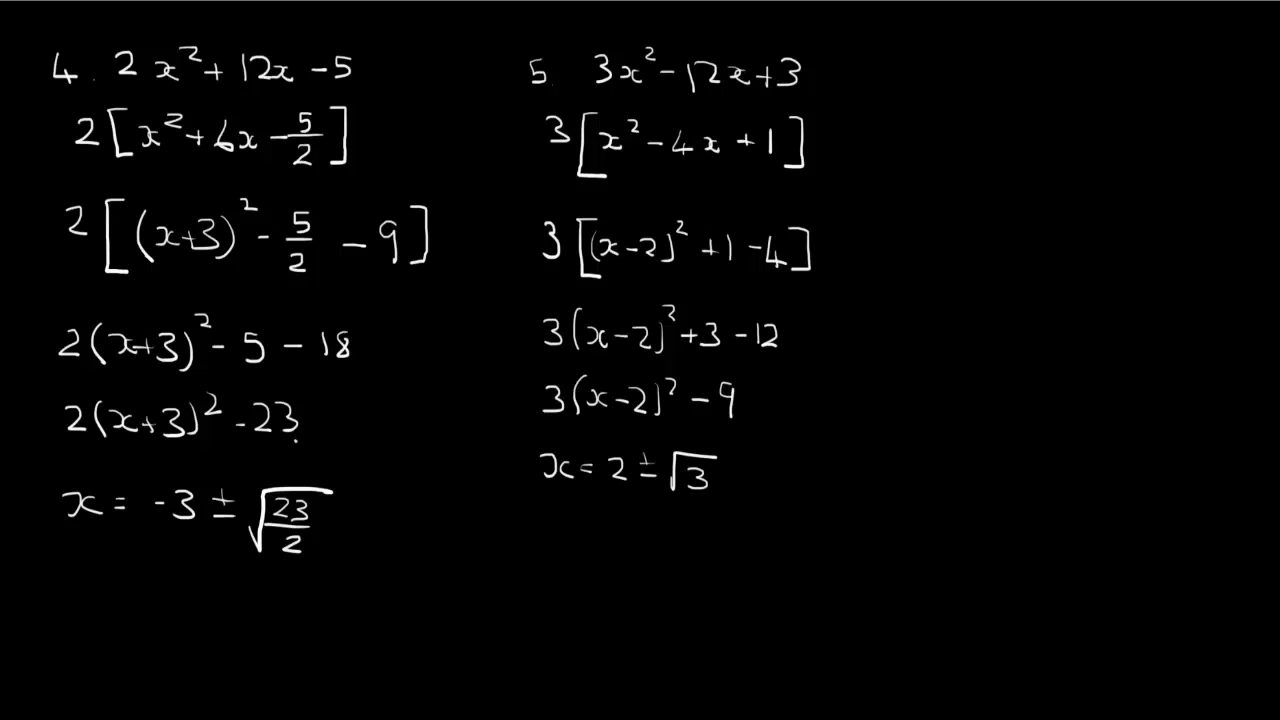 4. 2x² + 12x - 5
2[x² + 6x - 5/2]
2[(x+3)² - 5/2 - 9]
2(x+3)² - 5 - 18
2(x+3)² - 23
x = -3 ± √(23/2)
5. 3x² - 12x + 3
3[x² - 4x + 1]
3[(x-2)² + 1 - 4]
3(x-2)² + 3 - 12
3(x-2)² - 9
x = 2 ± √3